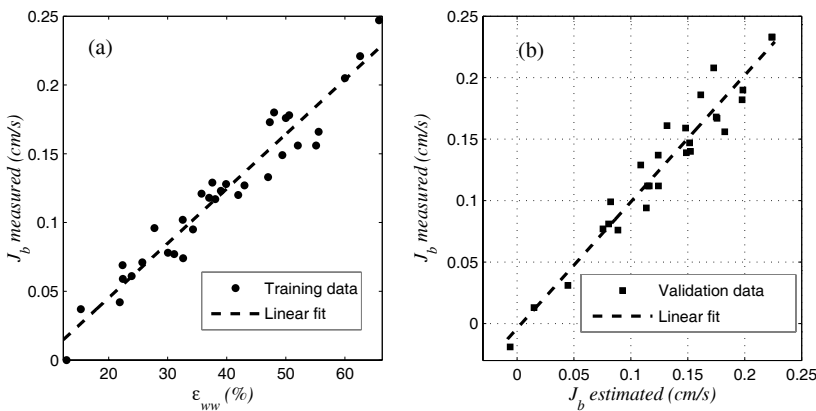 (a)
J_b measured (cm/s)
0.25
0.2
0.15
0.1
0.05
0
20
30
40
50
60
ε_ww (%)
Training data
Linear fit
(b)
J_b measured (cm/s)
0.25
0.2
0.15
0.1
0.05
0
0
0.05
0.1
0.15
0.2
0.25
J_b estimated (cm/s)
Validation data
Linear fit